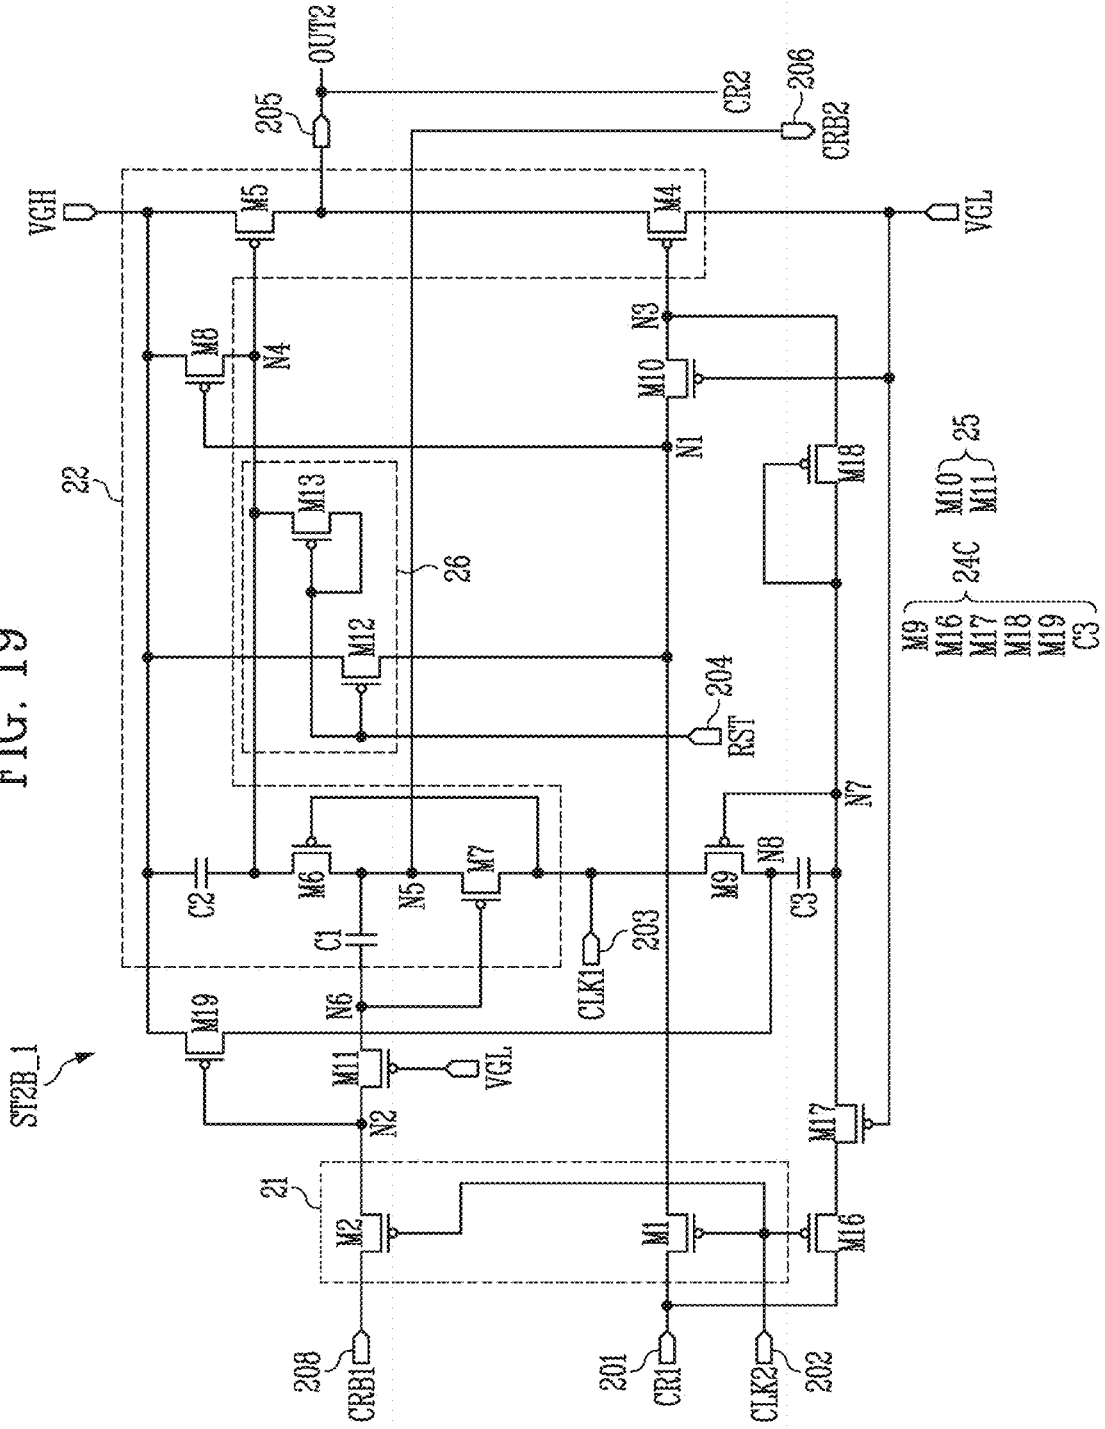 FIG. 19
ST2B_1
22
VGH
M19
C2
M8
M5
205
OUT2
N4
21
N6
C1
M6
M13
26
M12
M2
N2
M11
VGL
N5
M7
208
CRB1
CLK1
203
204
RST
N1
M10
N3
M4
CR2
206
CRB2
201
CR1
M1
M9
N8
C3
N7
M18
VGL
CLK2
202
M16
M17
M9
M16
M17
M18
M19
C3
24C
M10
M11
25